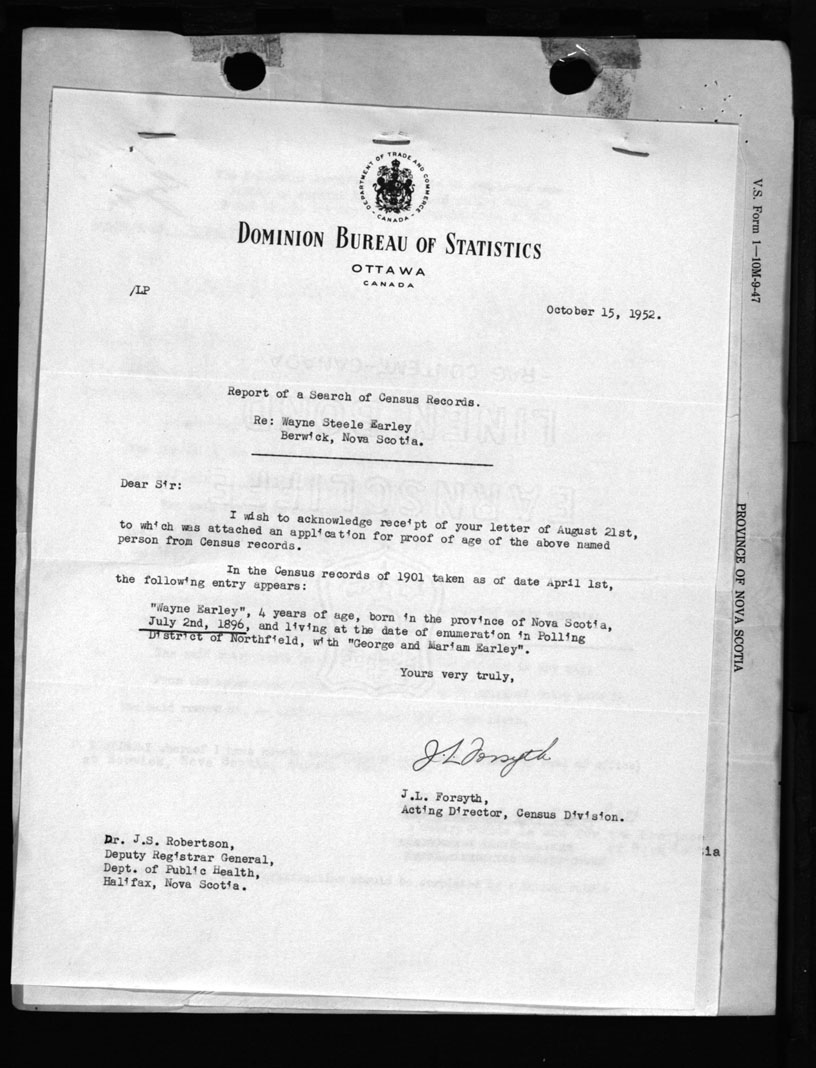 DEPARTMENT OF TRADE AND COMMERCE
- CANADA -
DOMINION BUREAU OF STATISTICS
OTTAWA
CANADA
/LP
October 15, 1952.
Report of a Search of Census Records.
Re: Wayne Steele Earley
Berwick, Nova Scotia.
Dear Sir:
I wish to acknowledge receipt of your letter of August 21st,
to which was attached an application for proof of age of the above named
person from Census records.
In the Census records of 1901 taken as of date April 1st,
the following entry appears:
"Wayne Earley", 4 years of age, born in the province of Nova Scotia,
July 2nd, 1896, and living at the date of enumeration in Polling
District of Northfield, with "George and Mariam Earley".
Yours very truly,
J.L. Forsyth
J.L. Forsyth,
Acting Director, Census Division.
Dr. J.S. Robertson,
Deputy Registrar General,
Dept. of Public Health,
Halifax, Nova Scotia.
V.S. Form 1—10M-9-47
PROVINCE OF NOVA SCOTIA
ia